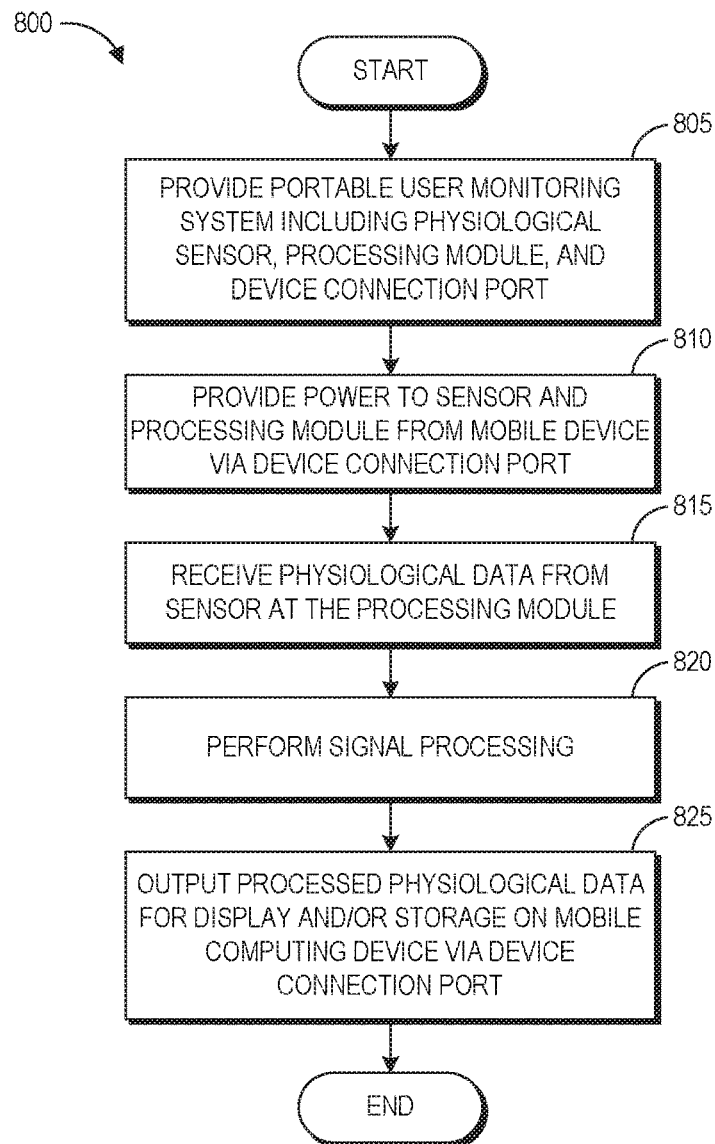 800
START
805
PROVIDE PORTABLE USER MONITORING
SYSTEM INCLUDING PHYSIOLOGICAL
SENSOR, PROCESSING MODULE, AND
DEVICE CONNECTION PORT
810
PROVIDE POWER TO SENSOR AND
PROCESSING MODULE FROM MOBILE DEVICE
VIA DEVICE CONNECTION PORT
815
RECEIVE PHYSIOLOGICAL DATA FROM
SENSOR AT THE PROCESSING MODULE
820
PERFORM SIGNAL PROCESSING
825
OUTPUT PROCESSED PHYSIOLOGICAL DATA
FOR DISPLAY AND/OR STORAGE ON MOBILE
COMPUTING DEVICE VIA DEVICE
CONNECTION PORT
END